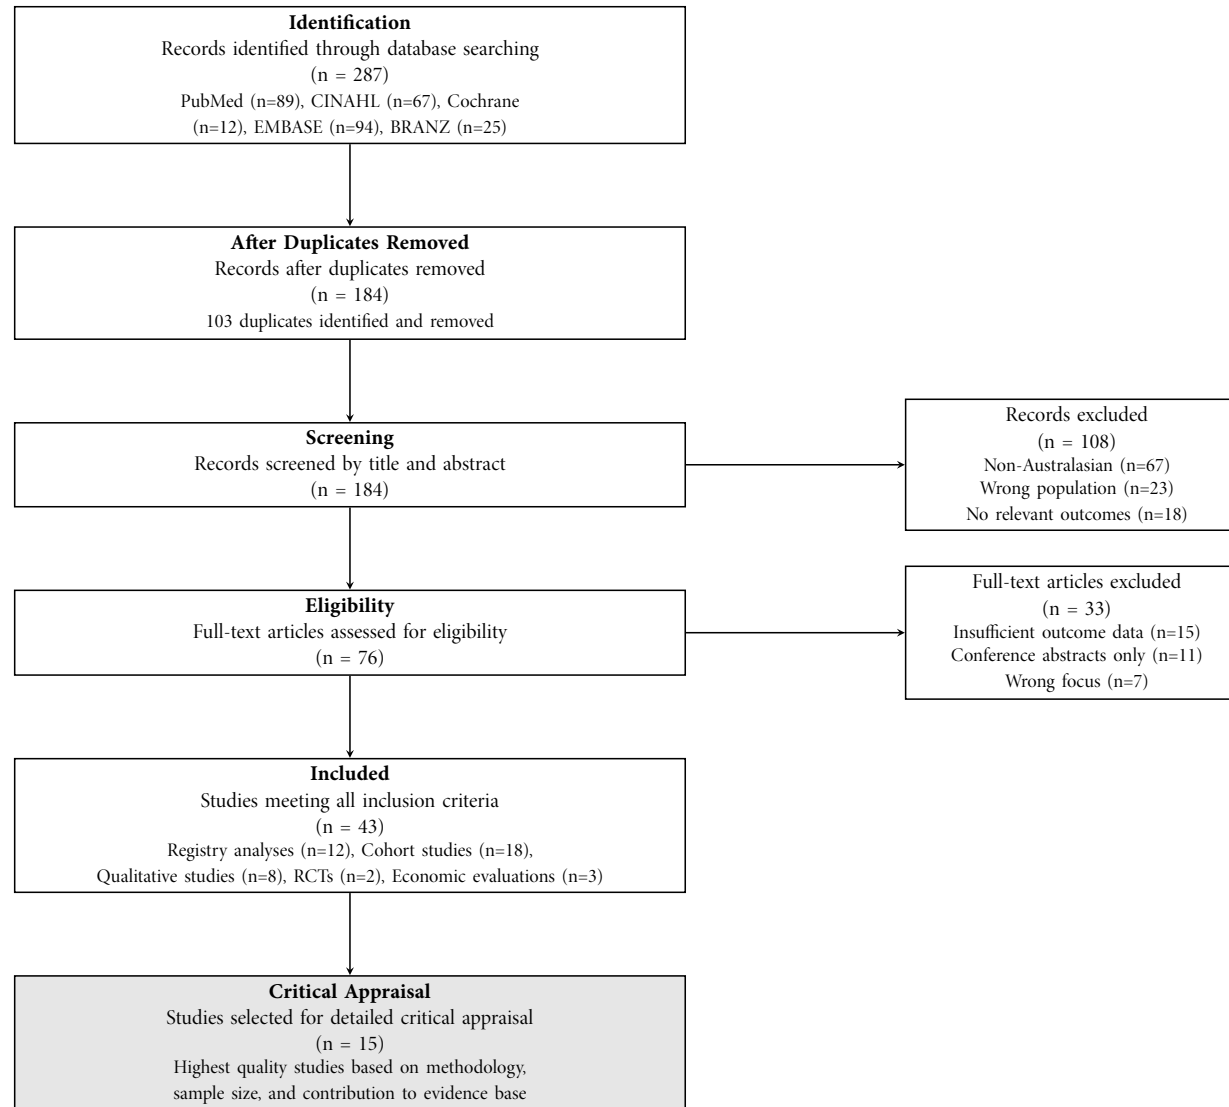 Identification
Records identified through database searching
(n = 287)
PubMed (n=89), CINAHL (n=67), Cochrane
(n=12), EMBASE (n=94), BRANZ (n=25)
After Duplicates Removed
Records after duplicates removed
(n = 184)
103 duplicates identified and removed
Screening
Records screened by title and abstract
(n = 184)
Records excluded
(n = 108)
Non-Australasian (n=67)
Wrong population (n=23)
No relevant outcomes (n=18)
Eligibility
Full-text articles assessed for eligibility
(n = 76)
Full-text articles excluded
(n = 33)
Insufficient outcome data (n=15)
Conference abstracts only (n=11)
Wrong focus (n=7)
Included
Studies meeting all inclusion criteria
(n = 43)
Registry analyses (n=12), Cohort studies (n=18),
Qualitative studies (n=8), RCTs (n=2), Economic evaluations (n=3)
Critical Appraisal
Studies selected for detailed critical appraisal
(n = 15)
Highest quality studies based on methodology,
sample size, and contribution to evidence base